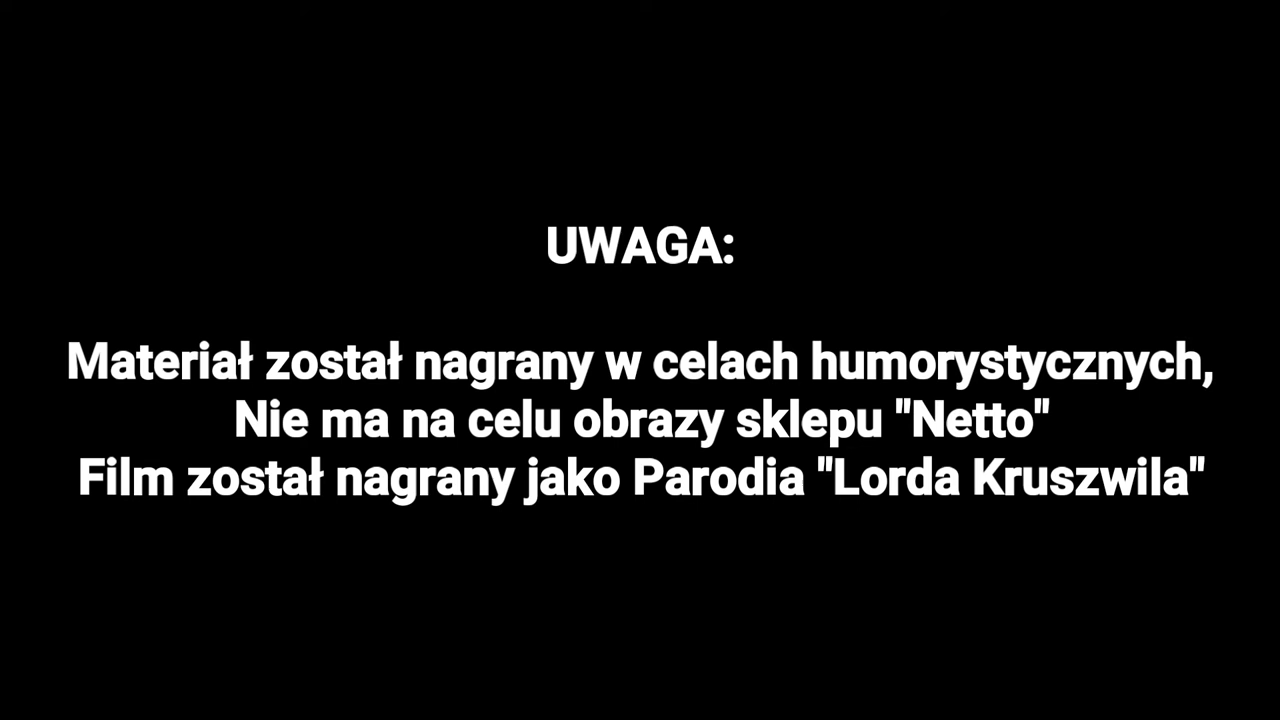 UWAGA:
Materiał został nagrany w celach humorystycznych,
Nie ma na celu obrazy sklepu "Netto"
Film został nagrany jako Parodia "Lorda Kruszwila"